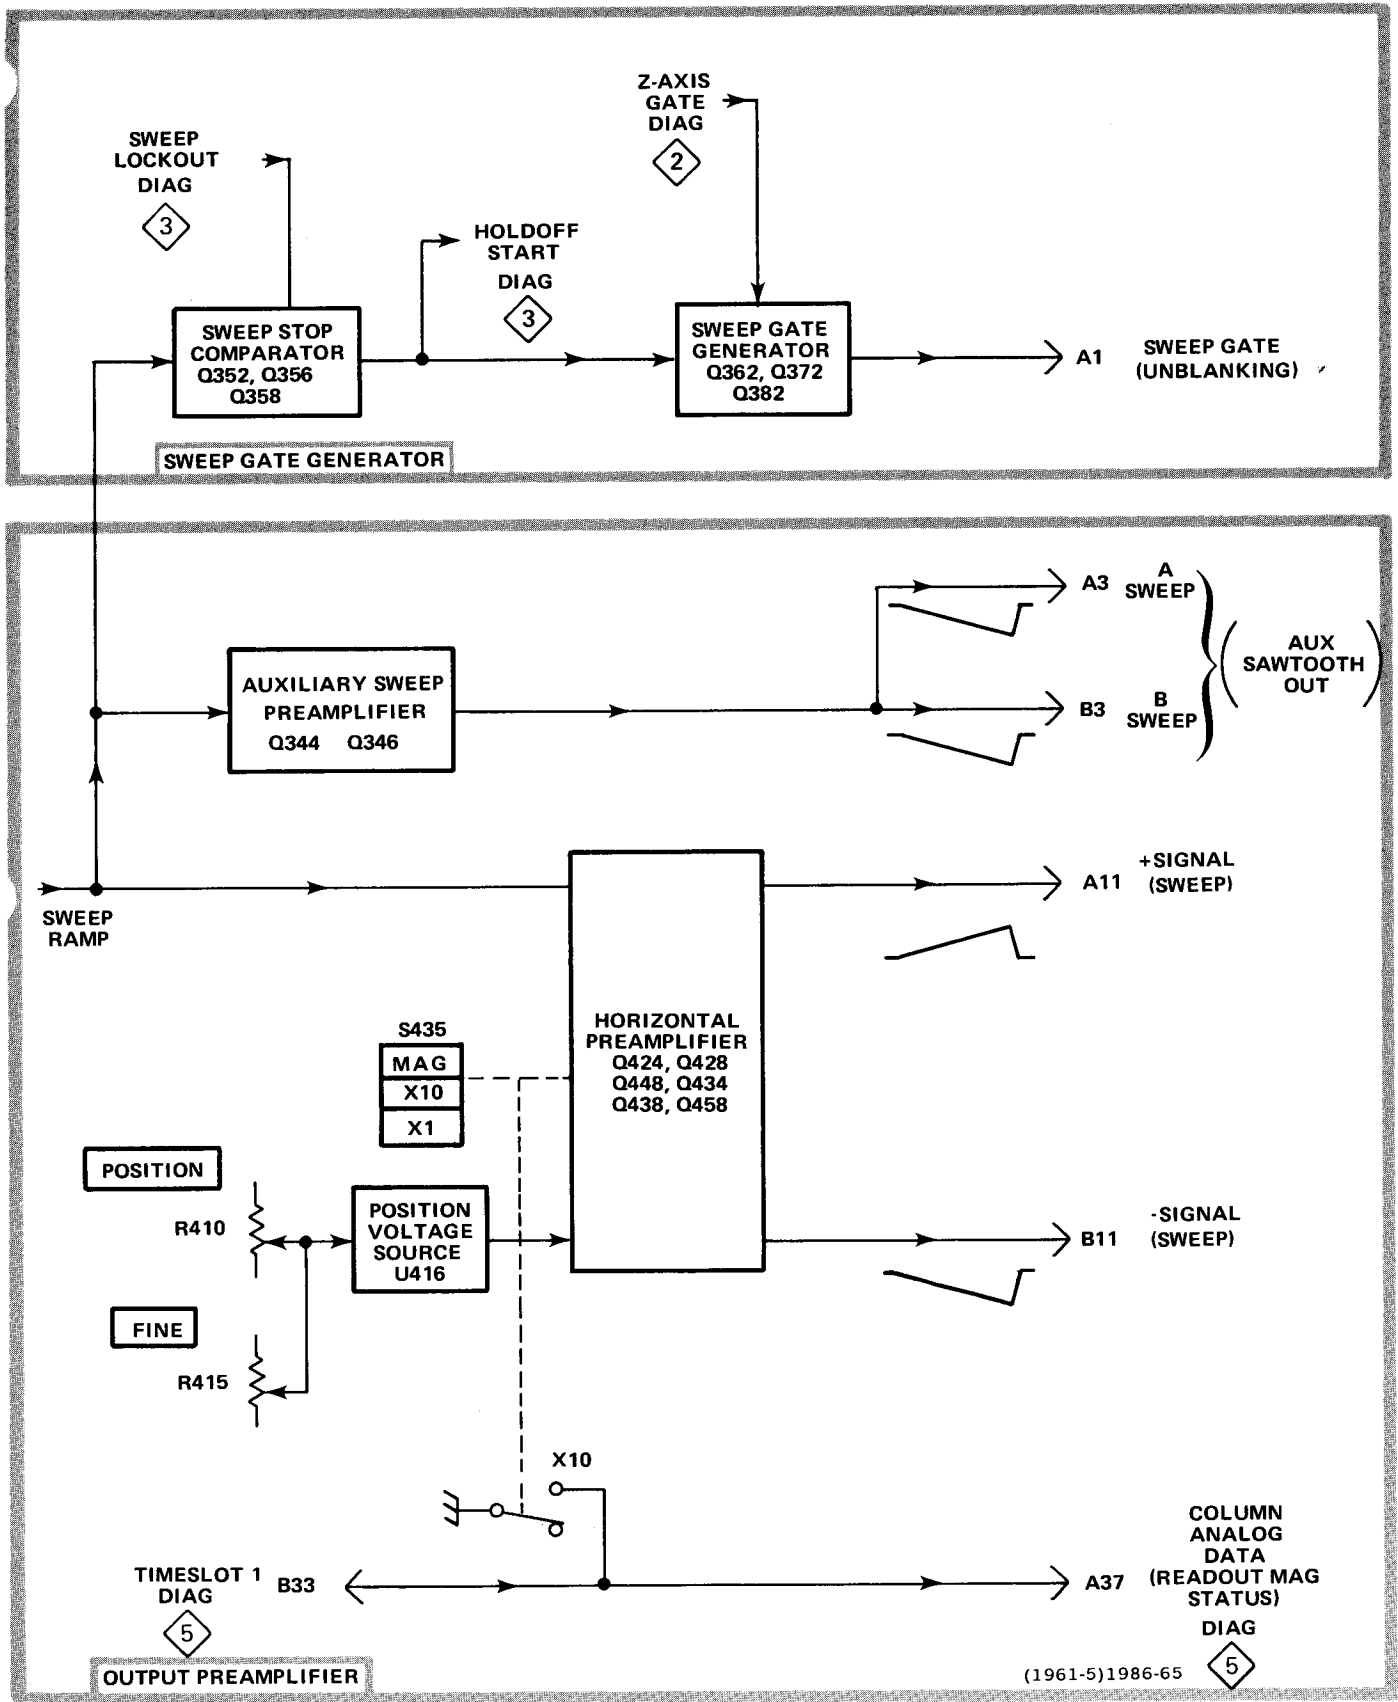 Z-AXIS
GATE
DIAG
2
SWEEP
LOCKOUT
DIAG
3
HOLDOFF
START
DIAG
3
SWEEP STOP
COMPARATOR
Q352, Q356
Q358
SWEEP GATE
GENERATOR
Q362, Q372
Q382
A1
SWEEP GATE
(UNBLANKING)
SWEEP GATE GENERATOR
A3
A
SWEEP
AUX
SAWTOOTH
OUT
AUXILIARY SWEEP
PREAMPLIFIER
Q344 Q346
B3
B
SWEEP
SWEEP
RAMP
A11
+SIGNAL
(SWEEP)
HORIZONTAL
PREAMPLIFIER
Q424, Q428
Q448, Q434
Q438, Q458
S435
MAG
X10
X1
POSITION
R410
POSITION
VOLTAGE
SOURCE
U416
B11
-SIGNAL
(SWEEP)
FINE
R415
X10
TIMESLOT 1
DIAG
5
B33
A37
COLUMN
ANALOG
DATA
(READOUT MAG
STATUS)
DIAG
5
OUTPUT PREAMPLIFIER
(1961-5)1986-65